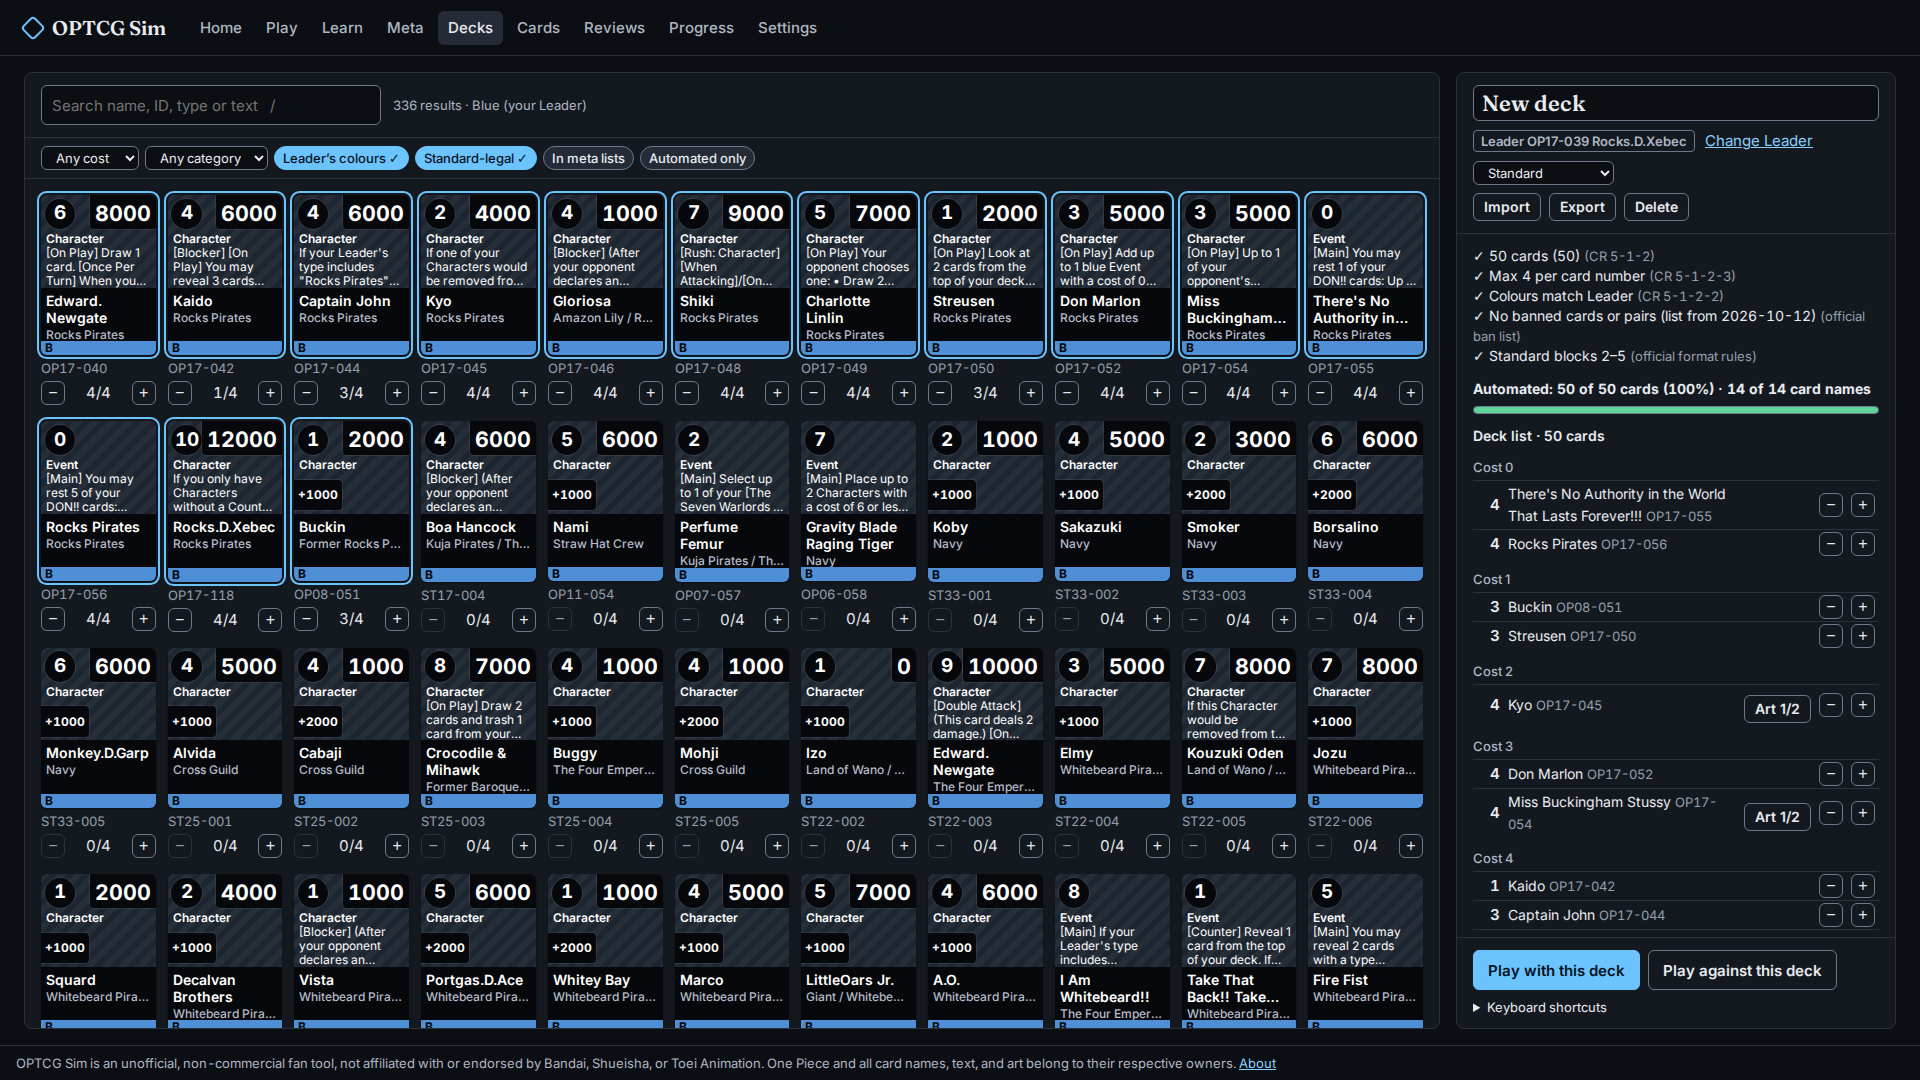 OPTCG Sim
Home Play Learn Meta Decks Cards Reviews Progress Settings
Search name, ID, type or text /
336 results · Blue (your Leader)
Any cost Any category Leader's colours ✓ Standard-legal ✓ In meta lists Automated only
6 8000
Character
[On Play] Draw 1
card. [Once Per
Turn] When you...
Edward.
Newgate
Rocks Pirates
B
OP17-040
− 4/4 +
4 6000
Character
[Blocker] [On
Play] You may
reveal 3 cards...
Kaido
Rocks Pirates
B
OP17-042
− 1/4 +
4 6000
Character
If your Leader's
type includes
"Rocks Pirates"...
Captain John
Rocks Pirates
B
OP17-044
− 3/4 +
2 4000
Character
If one of your
Characters would
be removed fro...
Kyo
Rocks Pirates
B
OP17-045
− 4/4 +
4 1000
Character
[Blocker] (After
your opponent
declares an...
Gloriosa
Amazon Lily / R...
B
OP17-046
− 4/4 +
7 9000
Character
[Rush: Character]
[When
Attacking]/[On...
Shiki
Rocks Pirates
B
OP17-048
− 4/4 +
5 7000
Character
[On Play] Your
opponent chooses
one: • Draw 2...
Charlotte
Linlin
Rocks Pirates
B
OP17-049
− 4/4 +
1 2000
Character
[On Play] Look at
2 cards from the
top of your deck...
Streusen
Rocks Pirates
B
OP17-050
− 3/4 +
3 5000
Character
[On Play] Add up
to 1 blue Event
with a cost of 0...
Don Marlon
Rocks Pirates
B
OP17-052
− 4/4 +
3 5000
Character
[On Play] Up to 1
of your
opponent's...
Miss
Buckingham...
Rocks Pirates
B
OP17-054
− 4/4 +
0
Event
[Main] You may
rest 1 of your
DON!! cards: Up ...
There's No
Authority in...
Rocks Pirates
B
OP17-055
− 4/4 +
0
Event
[Main] You may
rest 5 of your
DON!! cards:...
Rocks Pirates
Rocks Pirates
B
OP17-056
− 4/4 +
10 12000
Character
If you only have
Characters
without a Count...
Rocks.D.Xebec
Rocks Pirates
B
OP17-118
− 4/4 +
1 2000
Character
+1000
Buckin
Former Rocks P...
B
OP08-051
− 3/4 +
4 6000
Character
[Blocker] (After
your opponent
declares an...
Boa Hancock
Kuja Pirates / Th...
B
ST17-004
− 0/4 +
5 6000
Character
+1000
Nami
Straw Hat Crew
B
OP11-054
− 0/4 +
2
Event
[Main] Select up
to 1 of your [The
Seven Warlords ...
Perfume
Femur
Kuja Pirates / Th...
B
OP07-057
− 0/4 +
7
Event
[Main] Place up to
2 Characters with
a cost of 6 or les...
Gravity Blade
Raging Tiger
Navy
B
OP06-058
− 0/4 +
2 1000
Character
+1000
Koby
Navy
B
ST33-001
− 0/4 +
4 5000
Character
+1000
Sakazuki
Navy
B
ST33-002
− 0/4 +
2 3000
Character
+2000
Smoker
Navy
B
ST33-003
− 0/4 +
6 6000
Character
+2000
Borsalino
Navy
B
ST33-004
− 0/4 +
6 6000
Character
+1000
Monkey.D.Garp
Navy
B
ST33-005
− 0/4 +
4 5000
Character
+1000
Alvida
Cross Guild
B
ST25-001
− 0/4 +
4 1000
Character
+2000
Cabaji
Cross Guild
B
ST25-002
− 0/4 +
8 7000
Character
[On Play] Draw 2
cards and trash 1
card from your...
Crocodile &
Mihawk
Former Baroque...
B
ST25-003
− 0/4 +
4 1000
Character
+1000
Buggy
The Four Emper...
B
ST25-004
− 0/4 +
4 1000
Character
+2000
Mohji
Cross Guild
B
ST25-005
− 0/4 +
1 0
Character
+1000
Izo
Land of Wano / ...
B
ST22-002
− 0/4 +
9 10000
Character
[Double Attack]
(This card deals 2
damage.) [On...
Edward.
Newgate
The Four Emper...
B
ST22-003
− 0/4 +
3 5000
Character
+1000
Elmy
Whitebeard Pira...
B
ST22-004
− 0/4 +
7 8000
Character
If this Character
would be
removed from t...
Kouzuki Oden
Land of Wano / ...
B
ST22-005
− 0/4 +
7 8000
Character
+1000
Jozu
Whitebeard Pira...
B
ST22-006
− 0/4 +
1 2000
Character
+1000
Squard
Whitebeard Pira...
B
2 4000
Character
+1000
Decalvan
Brothers
Whitebeard Pira...
B
1 1000
Character
[Blocker] (After
your opponent
declares an...
Vista
Whitebeard Pira...
B
5 6000
Character
+2000
Portgas.D.Ace
Whitebeard Pira...
B
1 1000
Character
+2000
Whitey Bay
Whitebeard Pira...
B
4 5000
Character
+1000
Marco
Whitebeard Pira...
B
5 7000
Character
+1000
LittleOars Jr.
Giant / Whitebe...
B
4 6000
Character
+1000
A.O.
Whitebeard Pira...
B
8
Event
[Main] If your
Leader's type
includes...
I Am
Whitebeard!!
The Four Emper...
B
1
Event
[Counter] Reveal 1
card from the top
of your deck. If...
Take That
Back!! Take...
Whitebeard Pira...
B
5
Event
[Main] You may
reveal 2 cards
with a type...
Fire Fist
Whitebeard Pira...
B
New deck
Leader OP17-039 Rocks.D.Xebec Change Leader
Standard
Import Export Delete
✓ 50 cards (50) (CR 5-1-2)
✓ Max 4 per card number (CR 5-1-2-3)
✓ Colours match Leader (CR 5-1-2-2)
✓ No banned cards or pairs (list from 2026-10-12) (official
ban list)
✓ Standard blocks 2–5 (official format rules)
Automated: 50 of 50 cards (100%) · 14 of 14 card names
Deck list · 50 cards
Cost 0
4 There's No Authority in the World
That Lasts Forever!!! OP17-055 − +
4 Rocks Pirates OP17-056 − +
Cost 1
3 Buckin OP08-051 − +
3 Streusen OP17-050 − +
Cost 2
4 Kyo OP17-045 Art 1/2 − +
Cost 3
4 Don Marlon OP17-052 − +
4 Miss Buckingham Stussy OP17-
054 Art 1/2 − +
Cost 4
1 Kaido OP17-042 − +
3 Captain John OP17-044 − +
Play with this deck Play against this deck
▶ Keyboard shortcuts
OPTCG Sim is an unofficial, non-commercial fan tool, not affiliated with or endorsed by Bandai, Shueisha, or Toei Animation. One Piece and all card names, text, and art belong to their respective owners. About